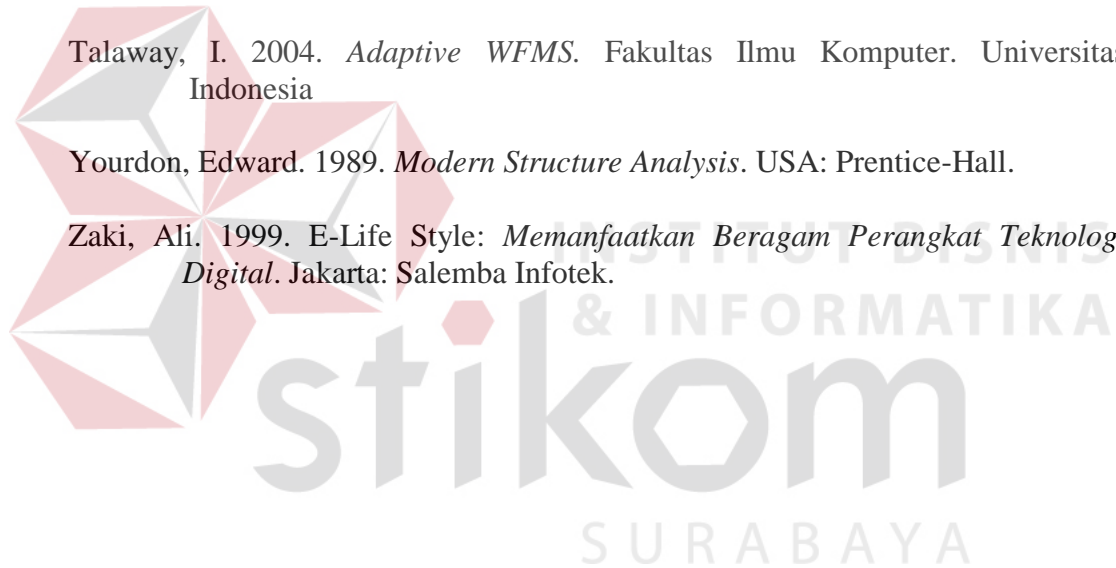 Talaway, I. 2004. Adaptive WFMS. Fakultas Ilmu Komputer. Universitas
Indonesia
Yourdon, Edward. 1989. Modern Structure Analysis. USA: Prentice-Hall.
Zaki, Ali. 1999. E-Life Style: Memanfaatkan Beragam Perangkat Teknolog
Digital. Jakarta: Salemba Infotek.
INSTITUT BISNIS
& INFORMATIKA
stikom
SURABAYA